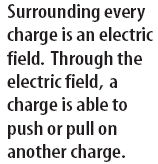 Surrounding every
charge is an electric
field. Through the
electric field, a
charge is able to
push or pull on
another charge.